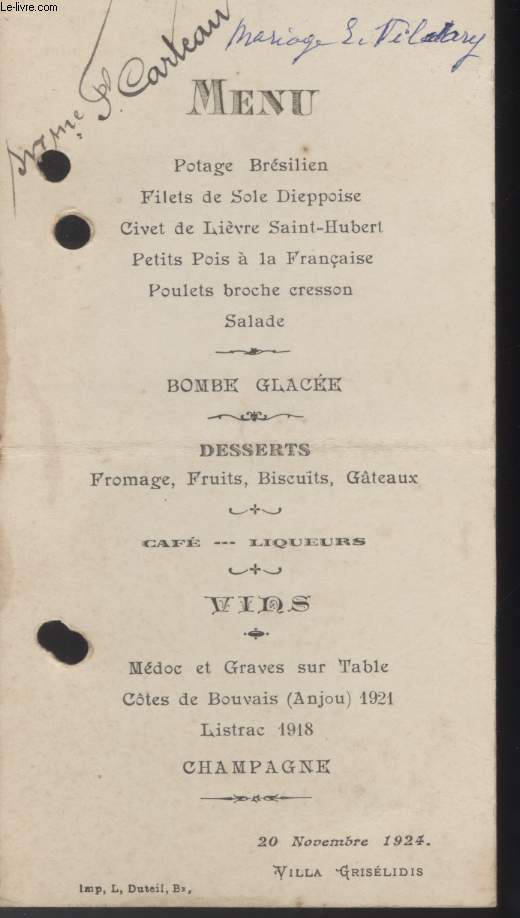 Le-livre.com
Mariage
Mme P. Carteau
MENU
Potage Brésilien
Filets de Sole Dieppoise
Civet de Lièvre Saint-Hubert
Petits Pois à la Française
Poulets broche cresson
Salade
BOMBE GLACÉE
DESSERTS
Fromage, Fruits, Biscuits, Gâteaux
CAFÉ --- LIQUEURS
VINS
Médoc et Graves sur Table
Côtes de Bouvais (Anjou) 1921
Listrac 1918
CHAMPAGNE
20 Novembre 1924.
VILLA GRISÉLIDIS
Imp, L, Duteil, Bx,